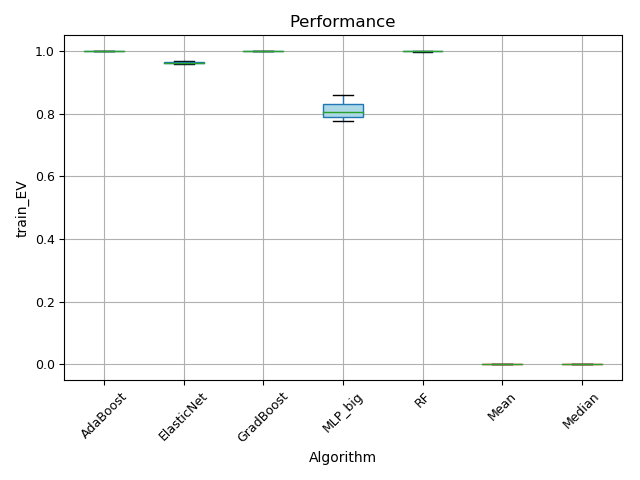 Performance
train_EV
1.0
0.8
0.6
0.4
0.2
0.0
AdaBoost
ElasticNet
GradBoost
MLP_big
RF
Mean
Median
Algorithm